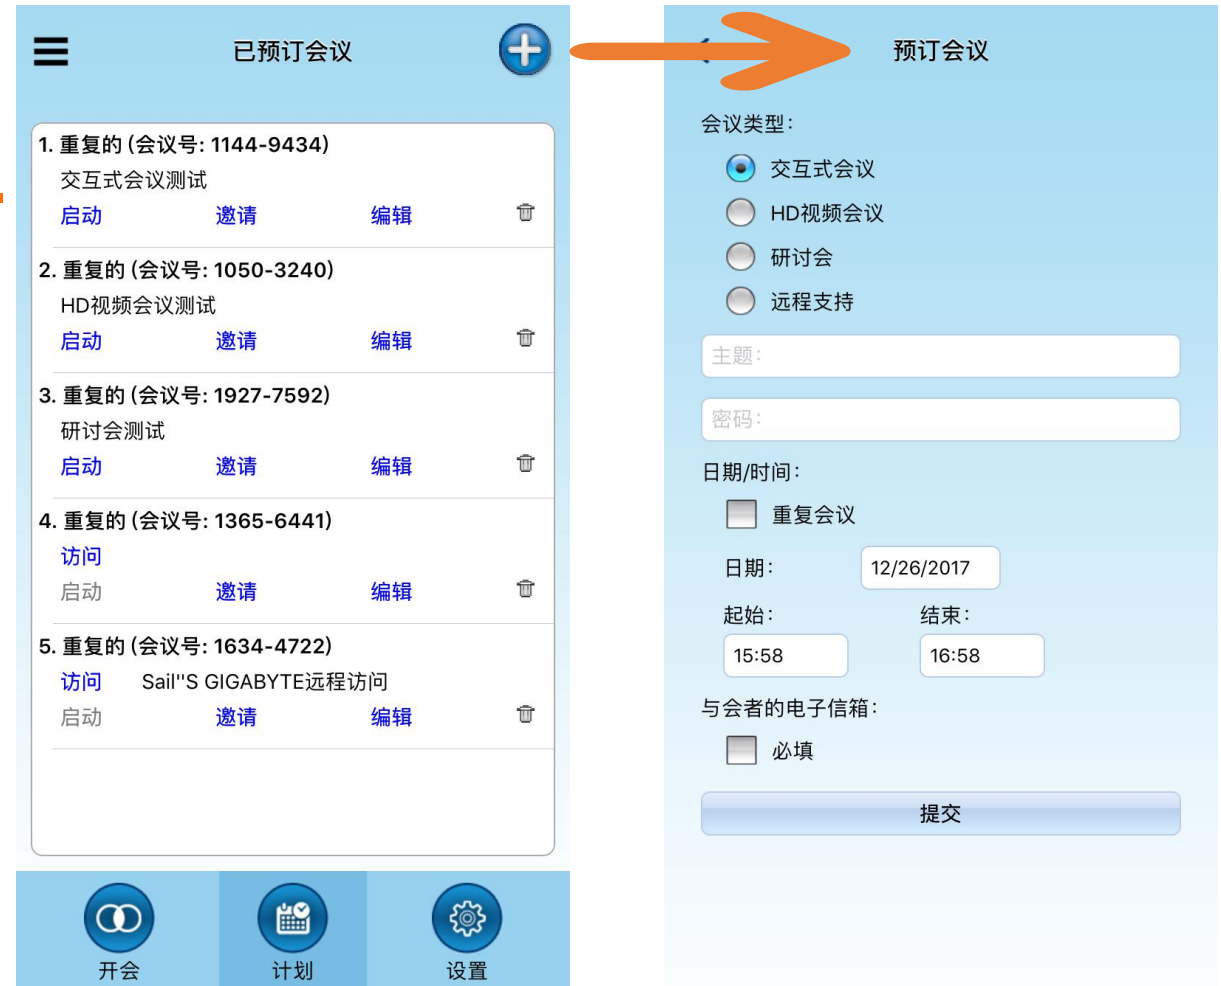 已预订会议
1. 重复的 (会议号: 1144-9434)
交互式会议测试
启动 邀请 编辑
2. 重复的 (会议号: 1050-3240)
HD视频会议测试
启动 邀请 编辑
3. 重复的 (会议号: 1927-7592)
研讨会测试
启动 邀请 编辑
4. 重复的 (会议号: 1365-6441)
访问
启动 邀请 编辑
5. 重复的 (会议号: 1634-4722)
访问 Sail''S GIGABYTE远程访问
启动 邀请 编辑
开会 计划 设置
预订会议
会议类型:
交互式会议
HD视频会议
研讨会
远程支持
主题:
密码:
日期/时间:
重复会议
日期: 12/26/2017
起始: 结束:
15:58 16:58
与会者的电子信箱:
必填
提交